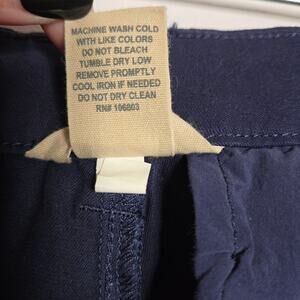 MACHINE WASH COLD
WITH LIKE COLORS
DO NOT BLEACH
TUMBLE DRY LOW
REMOVE PROMPTLY
COOL IRON IF NEEDED
DO NOT DRY CLEAN
RN# 106803